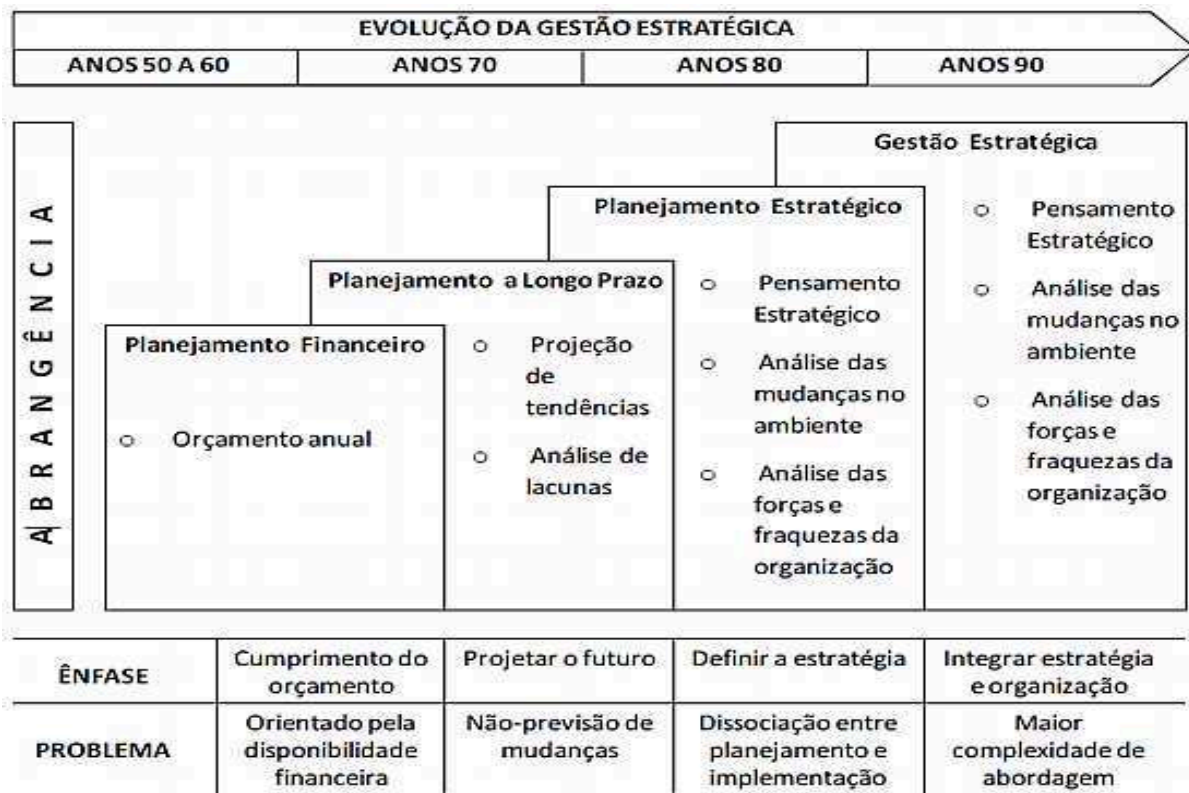 EVOLUÇÃO DA GESTÃO ESTRATÉGICA
ANOS 50 A 60
ANOS 70
ANOS 80
ANOS 90
ABRANGÊNCIA
Planejamento Financeiro
o Orçamento anual
Planejamento a Longo Prazo
o Projeção
de
tendências
o Análise de
lacunas
Planejamento Estratégico
o Pensamento
Estratégico
o Análise das
mudanças no
ambiente
o Análise das
forças e
fraquezas da
organização
Gestão Estratégica
o Pensamento
Estratégico
o Análise das
mudanças no
ambiente
o Análise das
forças e
fraquezas da
organização
ÊNFASE
Cumprimento do
orçamento
Projetar o futuro
Definir a estratégia
Integrar estratégia
e organização
PROBLEMA
Orientado pela
disponibilidade
financeira
Não-previsão de
mudanças
Dissociação entre
planejamento e
implementação
Maior
complexidade de
abordagem